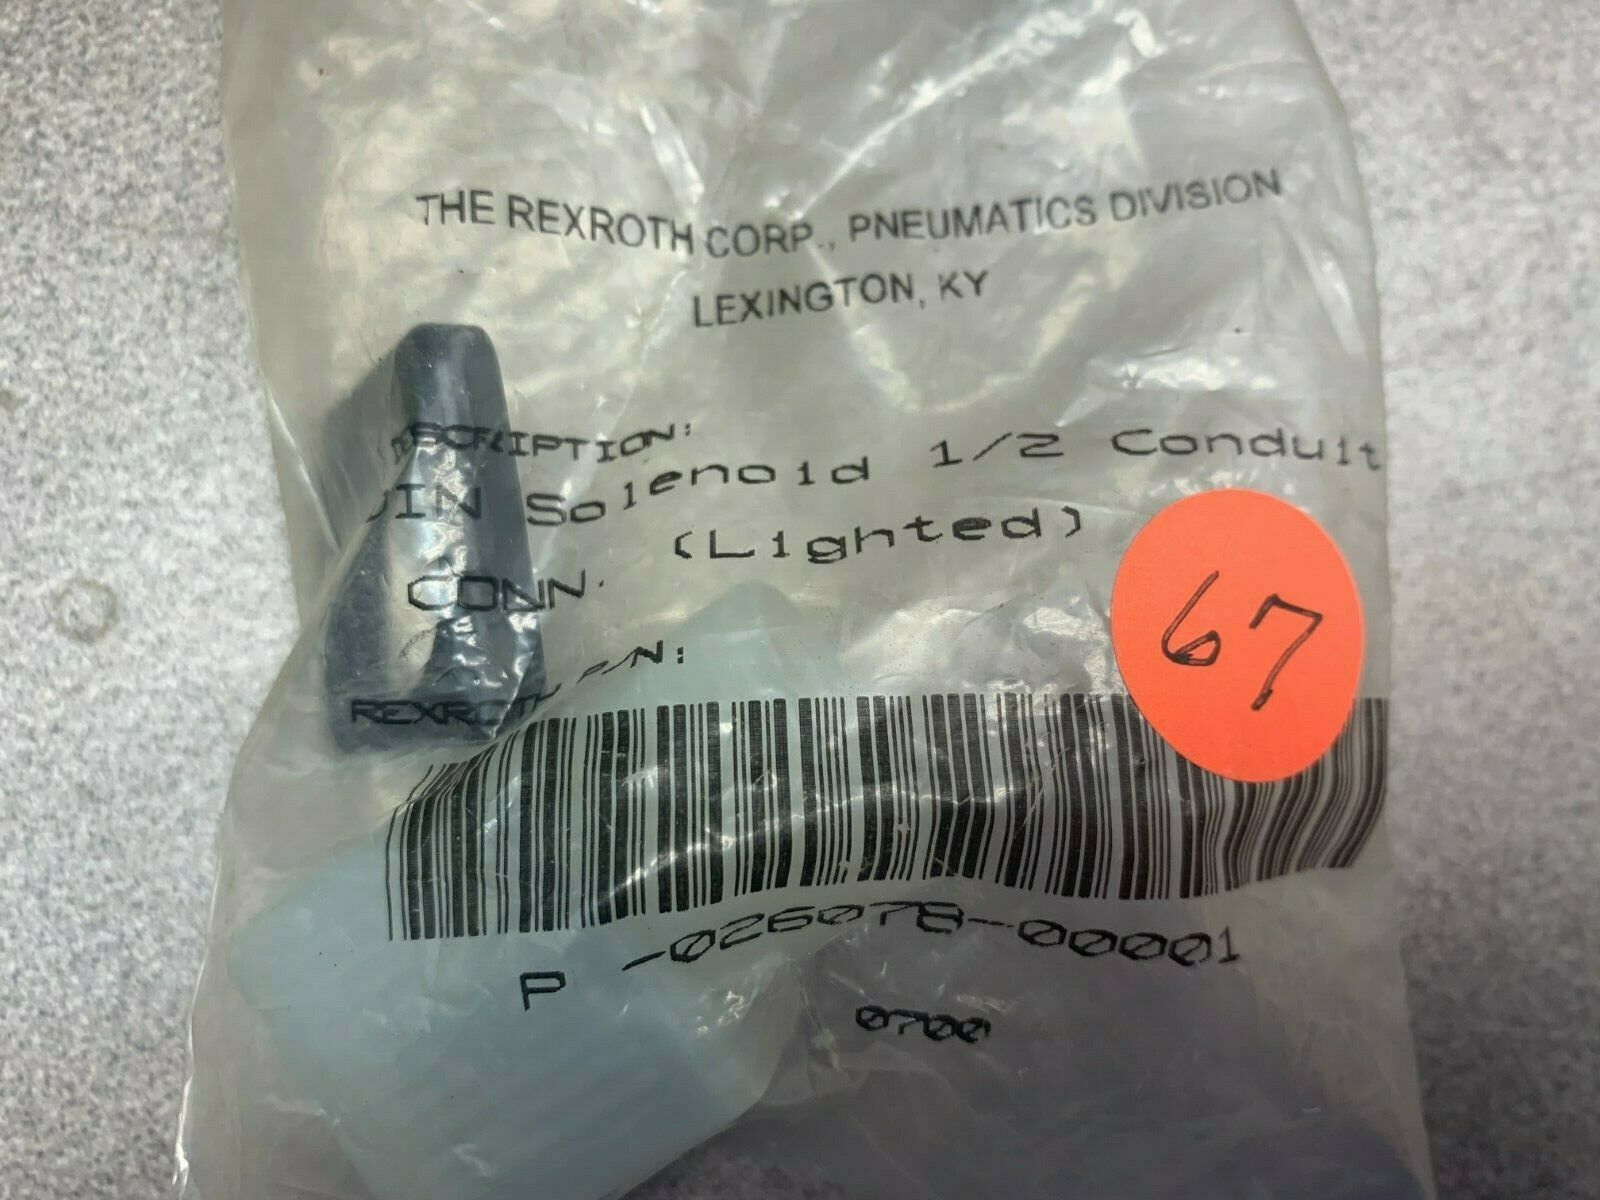 THE REXROTH CORP., PNEUMATICS DIVISION
LEXINGTON, KY
DESCRIPTION:
DIN Solenoid 1/2 Conduit
CONN. (Lighted)
REXROTH P/N:
67
P -026078-00001
0700